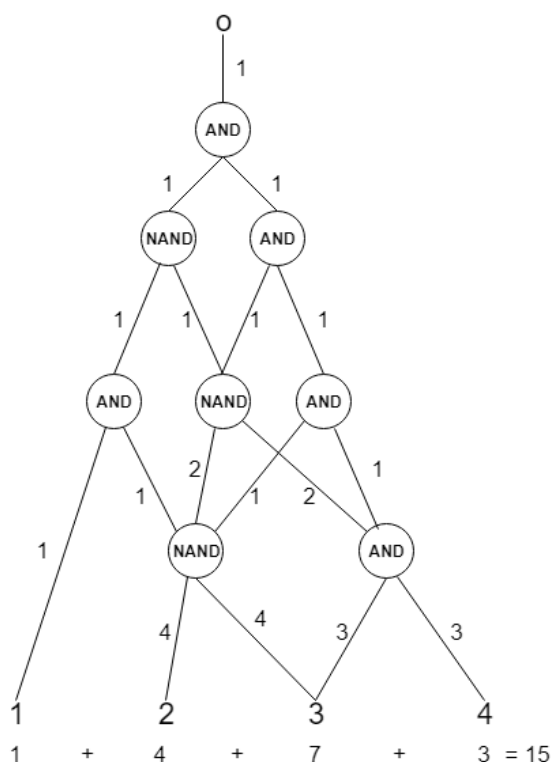 O
1
AND
1 1
NAND AND
1 1 1 1
AND NAND AND
1 2 1 2 1
1
NAND AND
4 4 3 3
1 2 3 4
1 + 4 + 7 + 3 = 15